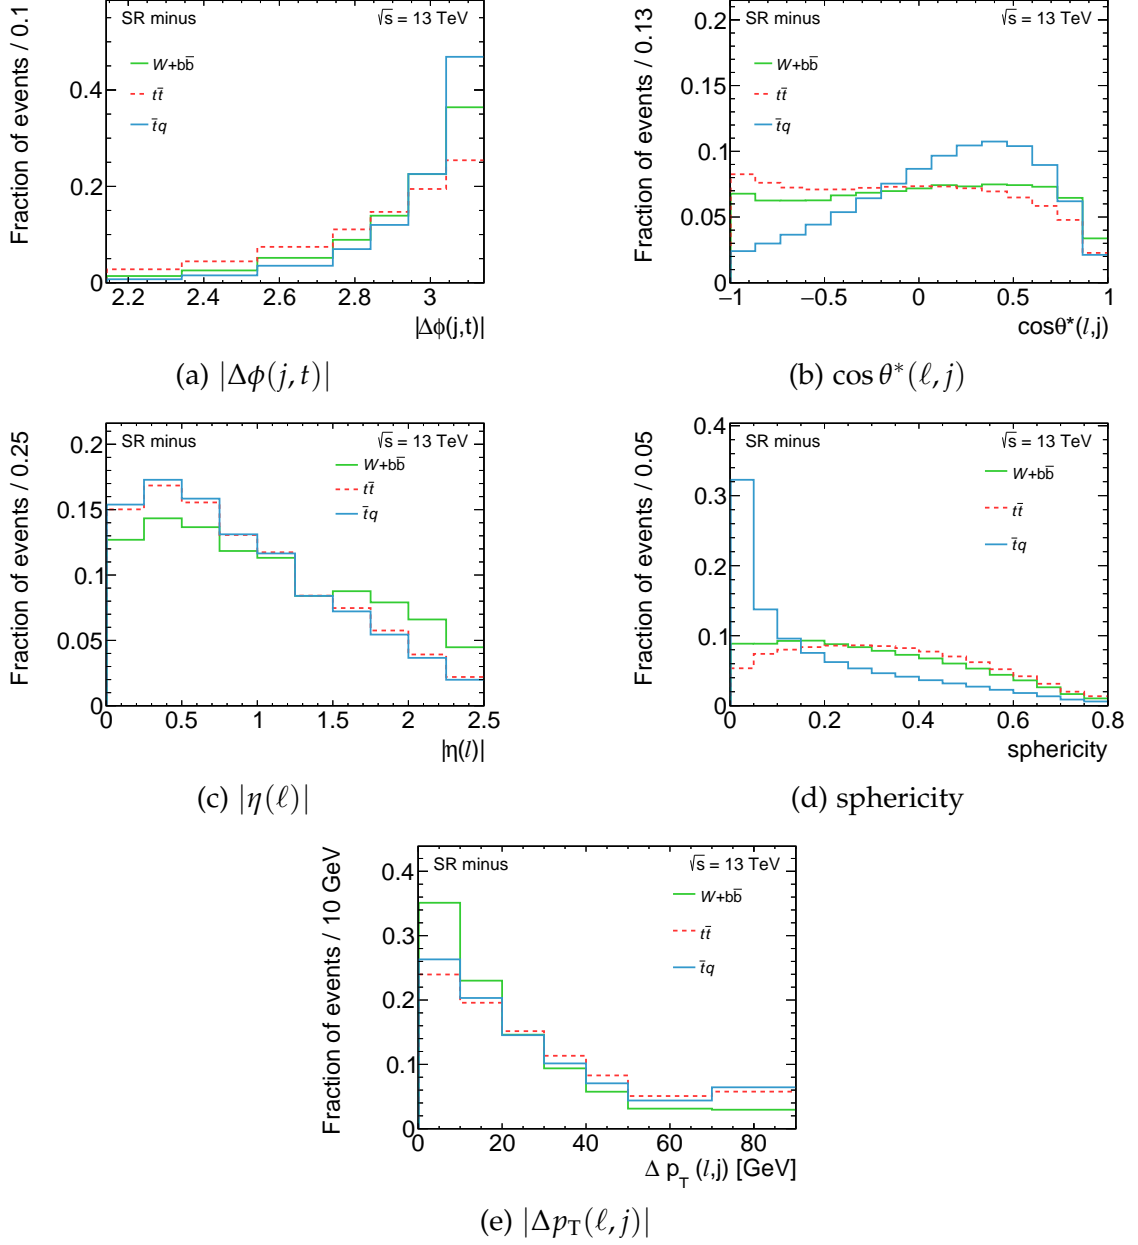 SR minus
√s = 13 TeV
W+bb̄
tt̄
t̄q
Fraction of events / 0.1
0.4
0.2
0
2.2 2.4 2.6 2.8 3
|Δϕ(j,t)|
(a) |Δϕ(j, t)|
SR minus
√s = 13 TeV
W+bb̄
tt̄
t̄q
Fraction of events / 0.13
0.2
0.15
0.1
0.05
0
−1 −0.5 0 0.5 1
cosθ*(l,j)
(b) cos θ*(ℓ, j)
SR minus
√s = 13 TeV
W+bb̄
tt̄
t̄q
Fraction of events / 0.25
0.2
0.15
0.1
0.05
0
0 0.5 1 1.5 2 2.5
|η(l)|
(c) |η(ℓ)|
SR minus
√s = 13 TeV
W+bb̄
tt̄
t̄q
Fraction of events / 0.05
0.4
0.3
0.2
0.1
0
0 0.2 0.4 0.6 0.8
sphericity
(d) sphericity
SR minus
√s = 13 TeV
W+bb̄
tt̄
t̄q
Fraction of events / 10 GeV
0.4
0.3
0.2
0.1
0
0 20 40 60 80
Δ p_T (l,j) [GeV]
(e) |Δp_T(ℓ, j)|